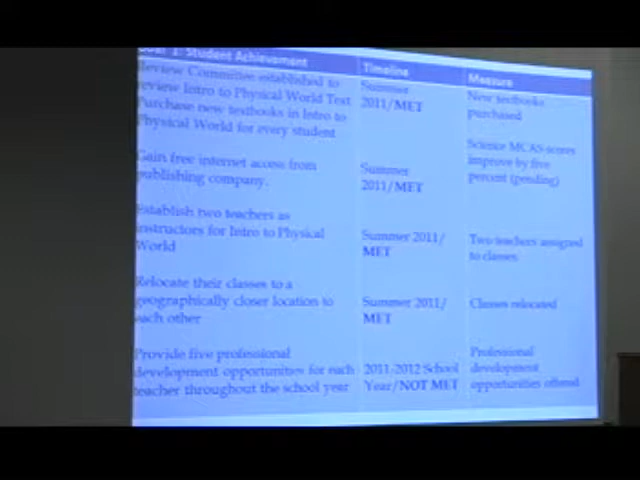 Goal 1: Student Achievement
Timeline
Measure
Review Committee established to
review Intro to Physical World Text
Purchase new textbooks in Intro to
Physical World for every student
Summer
2011/MET
New textbooks
purchased
Gain free internet access from
publishing company.
Summer
2011/MET
Science MCAS scores
improve by five
percent (pending)
Establish two teachers as
instructors for Intro to Physical
World
Summer 2011/
MET
Two teachers assigned
to classes
Relocate their classes to a
geographically closer location to
each other
Summer 2011/
MET
Classes relocated
Provide five professional
development opportunities for each
teacher throughout the school year
2011-2012 School
Year/NOT MET
Professional
development
opportunities offered